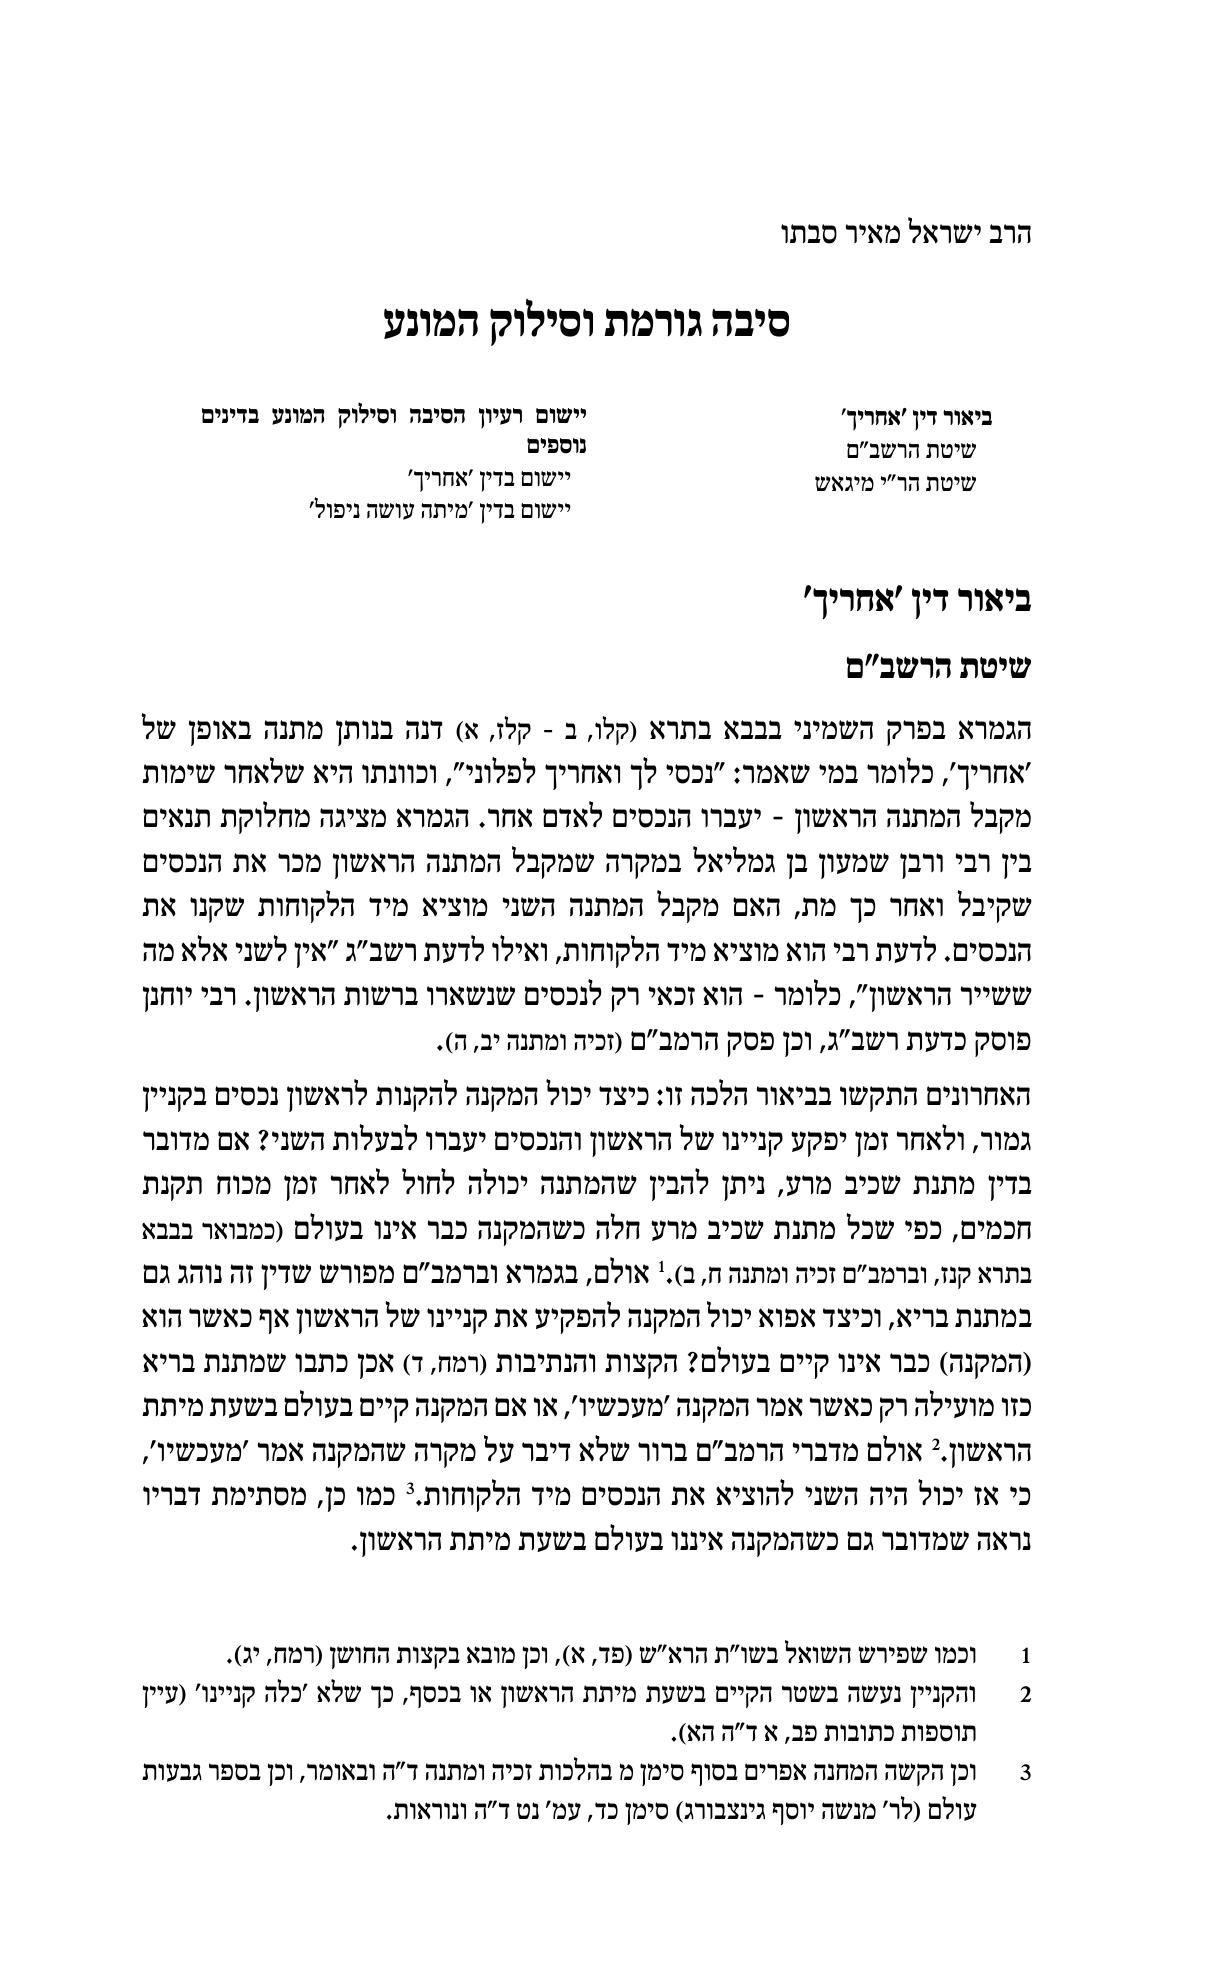 הרב ישראל מאיר סבתו
סיבה גורמת וסילוק המונע
ביאור דין 'אחריך'
שיטת הרשב"ם
שיטת הר"י מיגאש
יישום רעיון הסיבה וסילוק המונע בדינים
נוספים
יישום בדין 'אחריך'
יישום בדין 'מיתה עושה ניפול'
ביאור דין 'אחריך'
שיטת הרשב"ם
הגמרא בפרק השמיני בבבא בתרא (קלו, ב - קלז, א) דנה בנותן מתנה באופן של
'אחריך', כלומר במי שאמר: "נכסי לך ואחריך לפלוני", וכוונתו היא שלאחר שימות
מקבל המתנה הראשון - יעברו הנכסים לאדם אחר. הגמרא מציגה מחלוקת תנאים
בין רבי ורבן שמעון בן גמליאל במקרה שמקבל המתנה הראשון מכר את הנכסים
שקיבל ואחר כך מת, האם מקבל המתנה השני מוציא מיד הלקוחות שקנו את
הנכסים. לדעת רבי הוא מוציא מיד הלקוחות, ואילו לדעת רשב"ג "אין לשני אלא מה
ששייר הראשון", כלומר - הוא זכאי רק לנכסים שנשארו ברשות הראשון. רבי יוחנן
פוסק כדעת רשב"ג, וכן פסק הרמב"ם (זכיה ומתנה יב, ה).
האחרונים התקשו בביאור הלכה זו: כיצד יכול המקנה להקנות לראשון נכסים בקניין
גמור, ולאחר זמן יפקע קניינו של הראשון והנכסים יעברו לבעלות השני? אם מדובר
בדין מתנת שכיב מרע, ניתן להבין שהמתנה יכולה לחול לאחר זמן מכוח תקנת
חכמים, כפי שכל מתנת שכיב מרע חלה כשהמקנה כבר אינו בעולם (כמבואר בבבא
בתרא קנז, וברמב"ם זכיה ומתנה ח, ב).1 אולם, בגמרא וברמב"ם מפורש שדין זה נוהג גם
במתנת בריא, וכיצד אפוא יכול המקנה להפקיע את קניינו של הראשון אף כאשר הוא
(המקנה) כבר אינו קיים בעולם? הקצות והנתיבות (רמח, ד) אכן כתבו שמתנת בריא
כזו מועילה רק כאשר אמר המקנה 'מעכשיו', או אם המקנה קיים בעולם בשעת מיתת
הראשון.2 אולם מדברי הרמב"ם ברור שלא דיבר על מקרה שהמקנה אמר 'מעכשיו',
כי אז יכול היה השני להוציא את הנכסים מיד הלקוחות.3 כמו כן, מסתימת דבריו
נראה שמדובר גם כשהמקנה איננו בעולם בשעת מיתת הראשון.
1 וכמו שפירש השואל בשו"ת הרא"ש (פד, א), וכן מובא בקצות החושן (רמח, יג).
2 והקניין נעשה בשטר הקיים בשעת מיתת הראשון או בכסף, כך שלא 'כלה קניינו' (עיין
תוספות כתובות פב, א ד"ה הא).
3 וכן הקשה המחנה אפרים בסוף סימן מ בהלכות זכיה ומתנה ד"ה ובאומר, וכן בספר גבעות
עולם (לר' מנשה יוסף גינצבורג) סימן כד, עמ' נט ד"ה ונוראות.